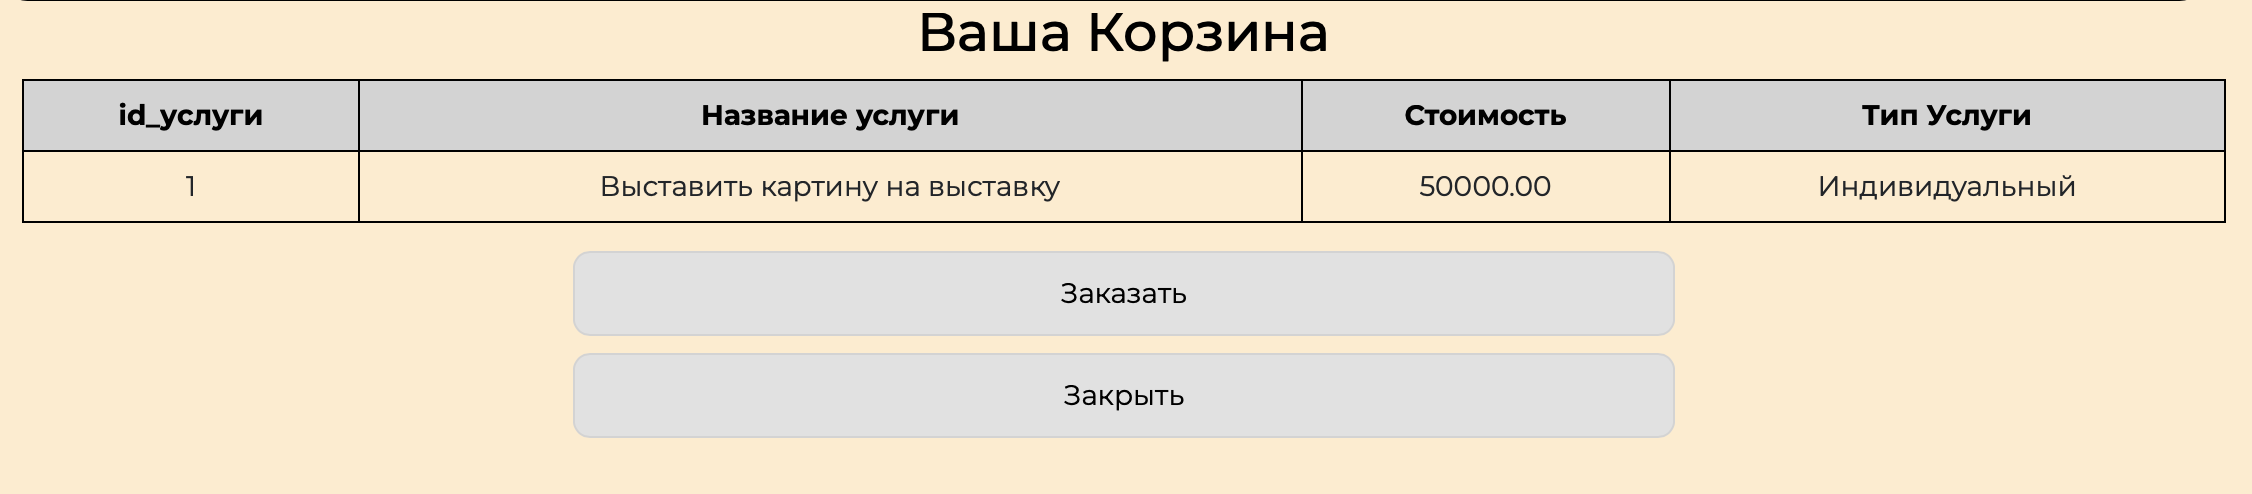 Ваша Корзина
id_услуги Название услуги Стоимость Тип Услуги
1 Выставить картину на выставку 50000.00 Индивидуальный
Заказать
Закрыть